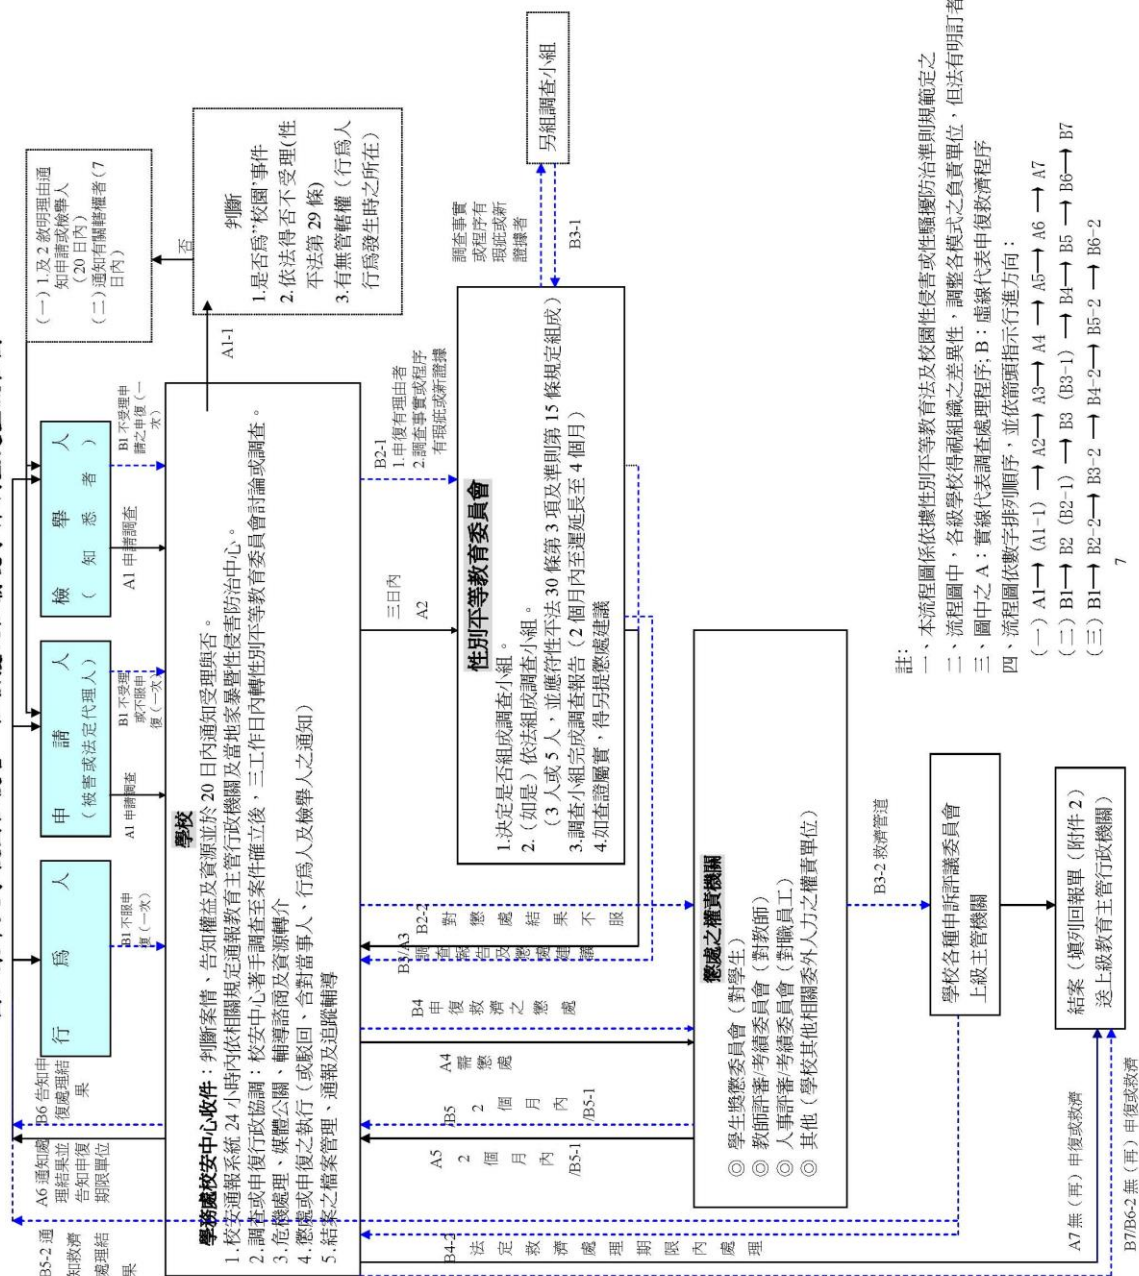 行為人
申請人
（被害或法定代理人）
檢舉人
（知悉者）
（一）1.及2敘明理由通
知申請或檢舉人
（20日內）
（二）通知有關轄權者（7
日內）
否
判斷
1.是否為"校園'事件
2.依法得否不受理(性
平法第29條)
3.有無管轄權（行為人
行為發生時之所在）
A1-1
B5-2 通
知救濟
處理結
果
A6 通知處
理結果並
告知申復
期限單位
B6 告知申
復處理結
果
B1 不服申
復（一次）
A1 申請調查
B1 不受理
或不服申
復（一次）
A1 申請調查
B1 不受理申
請之申復（一
次）
學校
學務處校安中心收件：判斷案情、告知權益及資源並於20日內通知受理與否。
1.校安通報系統24小時內依相關規定通報教育主管行政機關及當地家暴暨性侵害防治中心。
2.調查或申復行政協調：校安中心著手調查至案件確立後，三工作日內轉性別平等教育委員會討論或調查。
3.危機處理、媒體公關、輔導諮商及資源轉介
4.懲處或申復之執行（或駁回、含對當事人、行為人及檢舉人之通知）
5.結案之檔案管理、通報及追蹤輔導
三日內
A2
B2-1
1.申復有理由者
2.調查事實或程序
有瑕疵或新證據
性別平等教育委員會
1.決定是否組成調查小組。
2.（如是）依法組成調查小組。
（3人或5人，並應符性平法30條第3項及準則第15條規定組成）
3.調查小組完成調查報告（2個月內至遲延長至4個月）
4.如查證屬實，得另提懲處建議
調查事實
或程序有
瑕疵或新
證據者
B3-1
另組調查小組
B4-2
法定救濟處理期限內處理
A5
2個月內
/B5-1
/B5
2個月內
/B5-1
A4
需懲處
B4
申復救濟之懲處
B3/A3
調查報告及懲處建議
B2-2
對懲處結果不服
懲處之權責機關
◎ 學生獎懲委員會（對學生）
◎ 教師評審/考績委員會（對教師）
◎ 人事評審/考績委員會（對職員工）
◎ 其他（學校其他相關委外人力之權責單位）
B3-2 救濟管道
學校各種申訴評議委員會
上級主管機關
結案（填列回報單（附件2）
送上級教育主管行政機關）
A7 無（再）申復或救濟
B7/B6-2 無（再）申復或救濟
註：
一、本流程圖係依據性別平等教育法及校園性侵害或性騷擾防治準則規範定之
二、流程圖中，各級學校得視組織之差異性，調整各模式之負責單位，但法有明訂者
三、圖中之A：實線代表調查處理程序; B：虛線代表申復救濟程序
四、流程圖依數字排列順序，並依箭頭指示行進方向：
（一）A1→ (A1-1) → A2 → A3→ A4 → A5→ A6 → A7
（二）B1→ B2 (B2-1) → B3 (B3-1) → B4→ B5 → B6→ B7
（三）B1→ B2-2→ B3-2 → B4-2→ B5-2 → B6-2
7